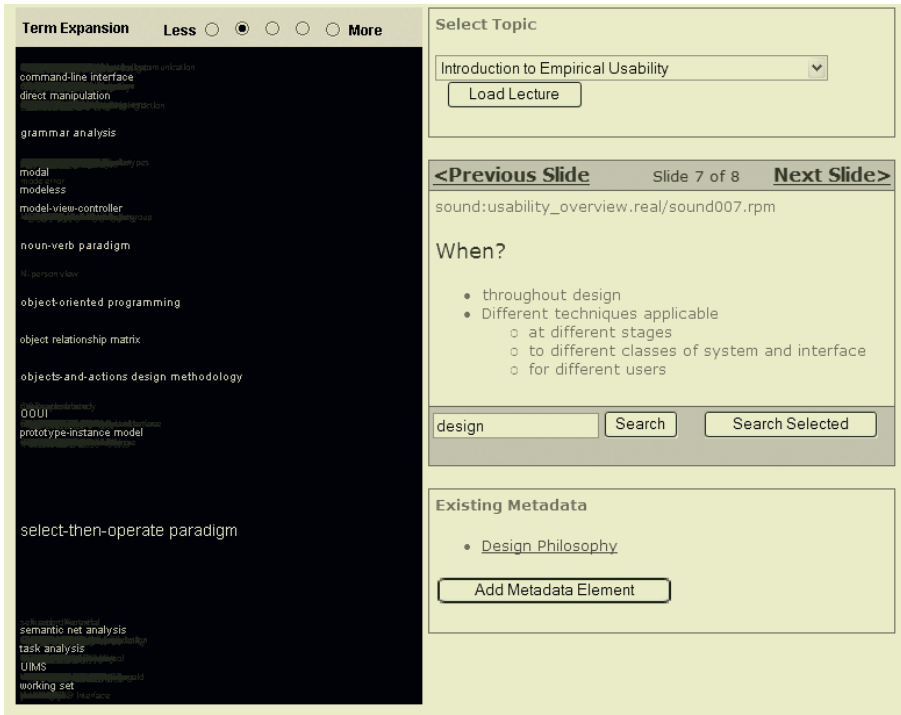 Term Expansion Less More
command-line interface
direct manipulation
grammar analysis
modal
mode error
modeless
model-view-controller
noun-verb paradigm
N-person view
object-oriented programming
object relationship matrix
objects-and-actions design methodology
OOUI
prototype-instance model
select-then-operate paradigm
semantic net analysis
task analysis
UIMS
working set
Select Topic
Introduction to Empirical Usability
Load Lecture
<Previous Slide Slide 7 of 8 Next Slide>
sound:usability_overview.real/sound007.rpm
When?
• throughout design
• Different techniques applicable
○ at different stages
○ to different classes of system and interface
○ for different users
design Search Search Selected
Existing Metadata
• Design Philosophy
Add Metadata Element